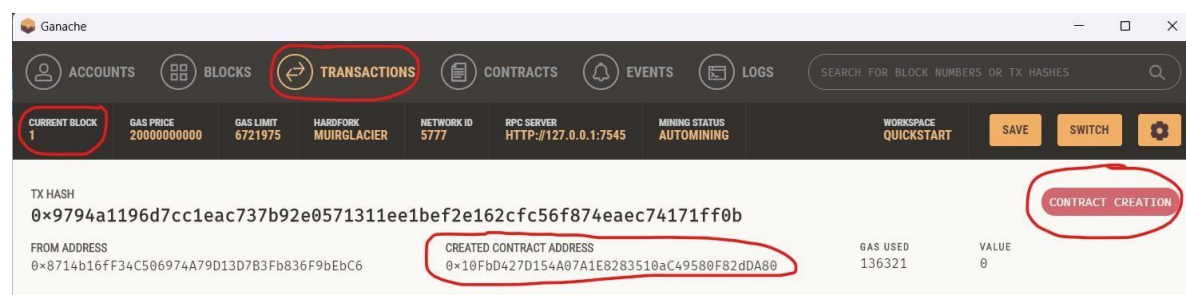 Ganache
ACCOUNTS BLOCKS TRANSACTIONS CONTRACTS EVENTS LOGS SEARCH FOR BLOCK NUMBERS OR TX HASHES
CURRENT BLOCK GAS PRICE GAS LIMIT HARDFORK NETWORK ID RPC SERVER MINING STATUS WORKSPACE
1 20000000000 6721975 MUIRGLACIER 5777 HTTP://127.0.0.1:7545 AUTOMINING QUICKSTART SAVE SWITCH
TX HASH
0×9794a1196d7cc1eac737b92e0571311ee1bef2e162cfc56f874eaec74171ff0b CONTRACT CREATION
FROM ADDRESS CREATED CONTRACT ADDRESS GAS USED VALUE
0×8714b16fF34C506974A79D13D7B3Fb836F9bEbC6 0×10FbD427D154A07A1E8283510aC49580F82dDA80 136321 0